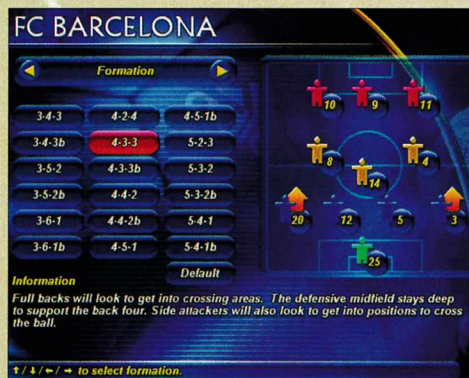 FC BARCELONA
Formation
3-4-3 4-2-4 4-5-1b
3-4-3b 4-3-3 5-2-3
3-5-2 4-3-3b 5-3-2
3-5-2b 4-4-2 5-3-2b
3-6-1 4-4-2b 5-4-1
3-6-1b 4-5-1 5-4-1b
Default
10 9 11
8 4
14
20 12 5 3
25
Information
Full backs will look to get into crossing areas. The defensive midfield stays deep
to support the back four. Side attackers will also look to get into positions to cross
the ball.
↑/↓/←/→ to select formation.